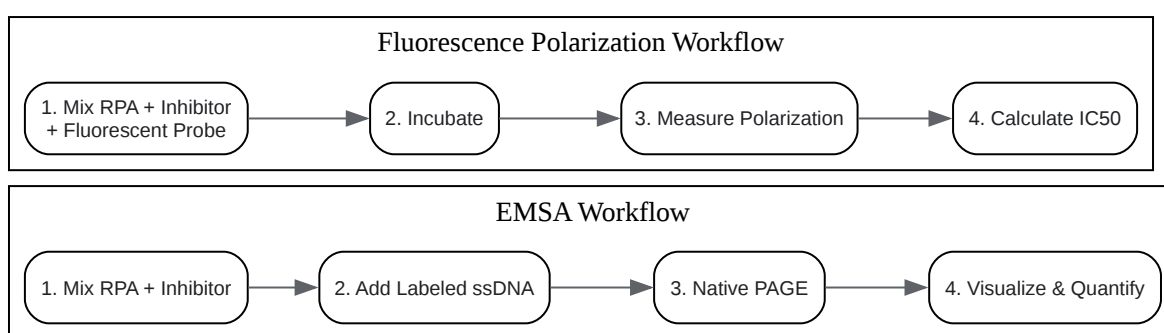 Fluorescence Polarization Workflow
1. Mix RPA + Inhibitor
+ Fluorescent Probe
2. Incubate
3. Measure Polarization
4. Calculate IC50
EMSA Workflow
1. Mix RPA + Inhibitor
2. Add Labeled ssDNA
3. Native PAGE
4. Visualize & Quantify